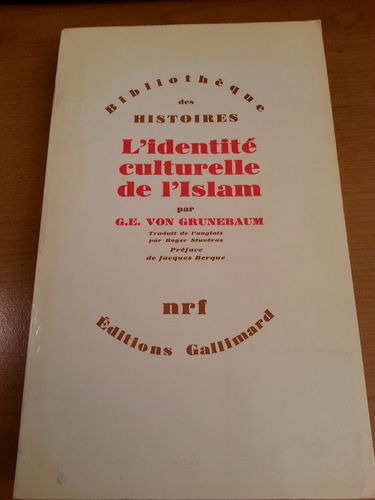 Bibliothèque
des
HISTOIRES
L'identité
culturelle
de l'Islam
par
G.E. VON GRUNEBAUM
Traduit de l'anglais
par Roger Stuvéras
Préface
de Jacques Berque
nrf
Éditions Gallimard